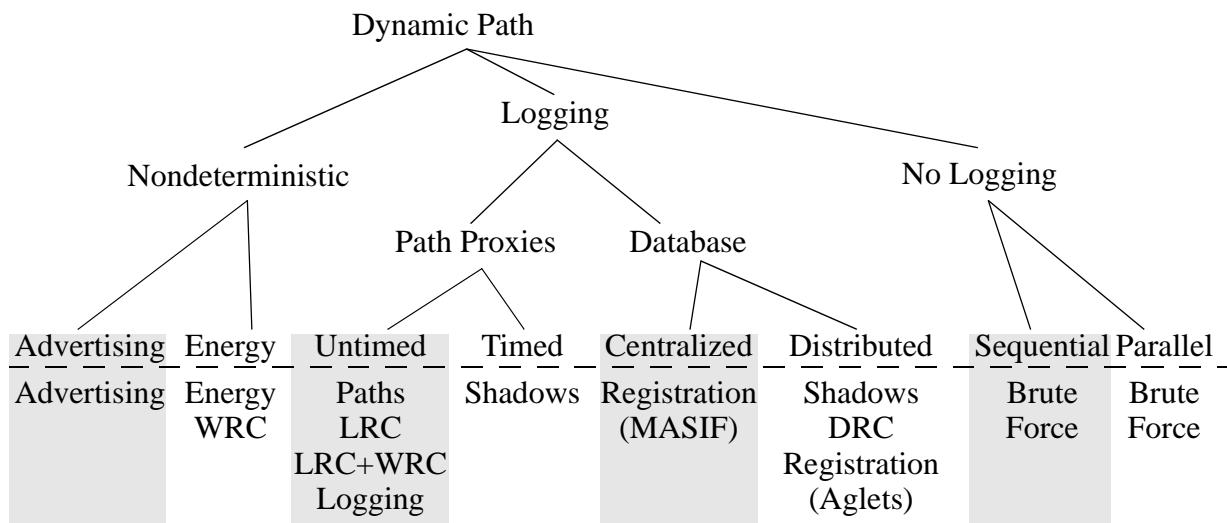 Dynamic Path
Logging
Nondeterministic
No Logging
Path Proxies
Database
Advertising
Energy
Untimed
Timed
Centralized
Distributed
Sequential
Parallel
Advertising
Energy
WRC
Paths
LRC
LRC+WRC
Logging
Shadows
Registration
(MASIF)
Shadows
DRC
Registration
(Aglets)
Brute
Force
Brute
Force